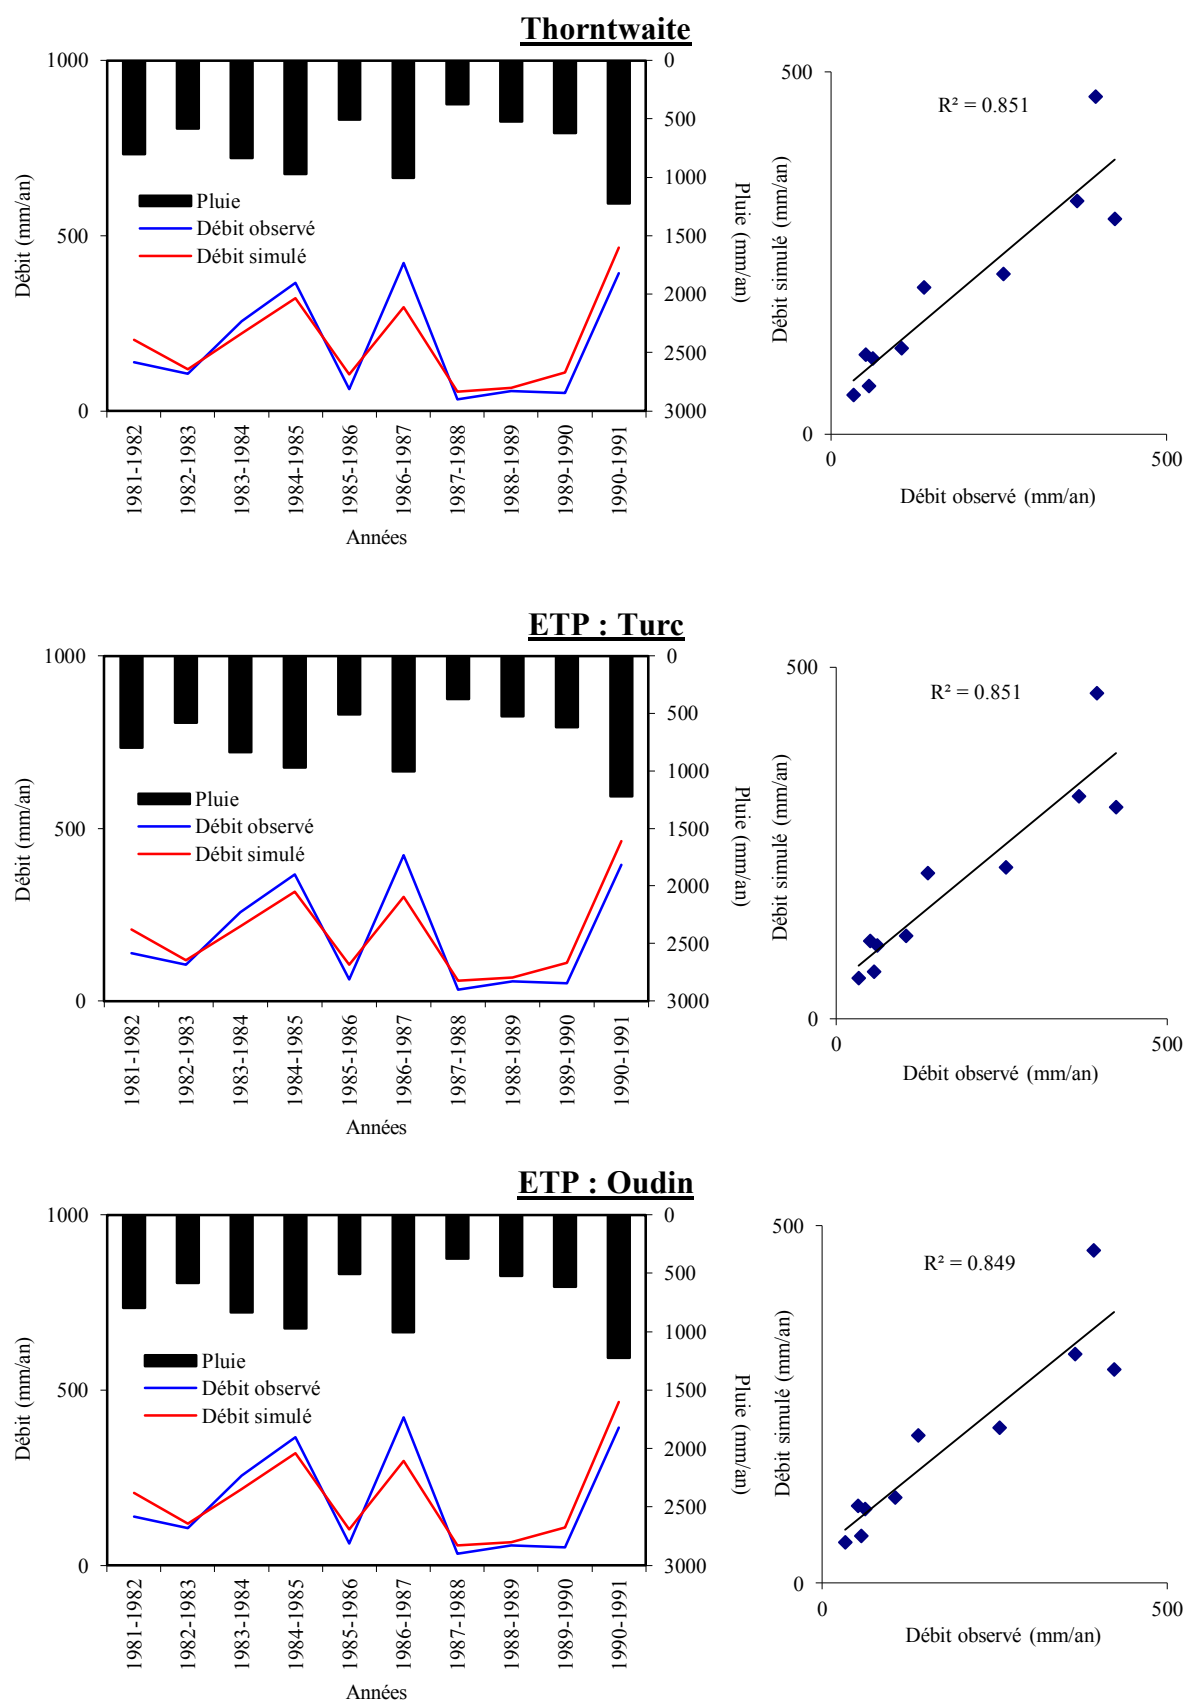 Thorntwaite
1000
500
0
Débit (mm/an)
Pluie
Débit observé
Débit simulé
0
500
1000
1500
2000
2500
3000
Pluie (mm/an)
1981-1982
1982-1983
1983-1984
1984-1985
1985-1986
1986-1987
1987-1988
1988-1989
1989-1990
1990-1991
Années
500
0
Débit simulé (mm/an)
R² = 0.851
0
500
Débit observé (mm/an)
ETP : Turc
1000
500
0
Débit (mm/an)
Pluie
Débit observé
Débit simulé
0
500
1000
1500
2000
2500
3000
Pluie (mm/an)
1981-1982
1982-1983
1983-1984
1984-1985
1985-1986
1986-1987
1987-1988
1988-1989
1989-1990
1990-1991
Années
500
0
Débit simulé (mm/an)
R² = 0.851
0
500
Débit observé (mm/an)
ETP : Oudin
1000
500
0
Débit (mm/an)
Pluie
Débit observé
Débit simulé
0
500
1000
1500
2000
2500
3000
Pluie (mm/an)
1981-1982
1982-1983
1983-1984
1984-1985
1985-1986
1986-1987
1987-1988
1988-1989
1989-1990
1990-1991
Années
500
0
Débit simulé (mm/an)
R² = 0.849
0
500
Débit observé (mm/an)